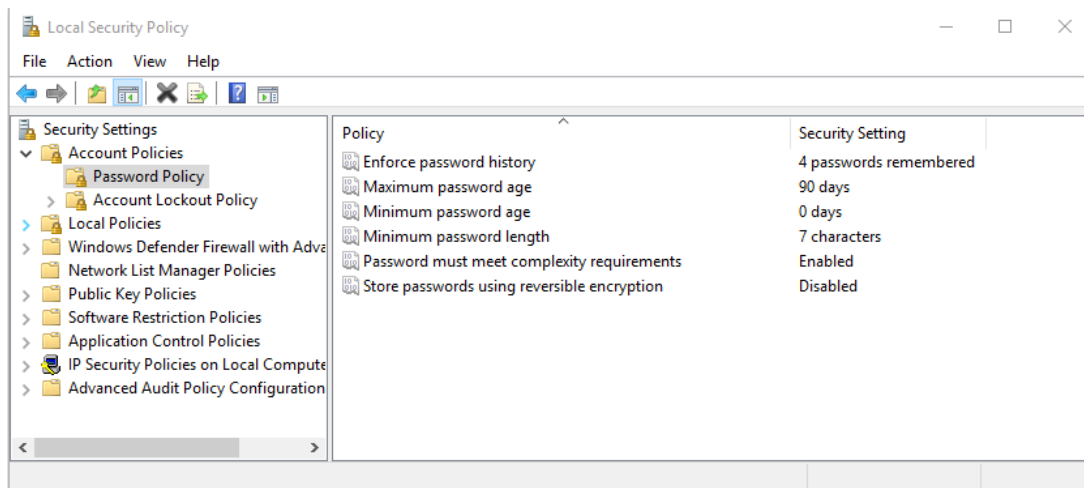 Local Security Policy
File Action View Help
Security Settings
Account Policies
Password Policy
Account Lockout Policy
Local Policies
Windows Defender Firewall with Adva
Network List Manager Policies
Public Key Policies
Software Restriction Policies
Application Control Policies
IP Security Policies on Local Compute
Advanced Audit Policy Configuration
Policy Security Setting
Enforce password history 4 passwords remembered
Maximum password age 90 days
Minimum password age 0 days
Minimum password length 7 characters
Password must meet complexity requirements Enabled
Store passwords using reversible encryption Disabled